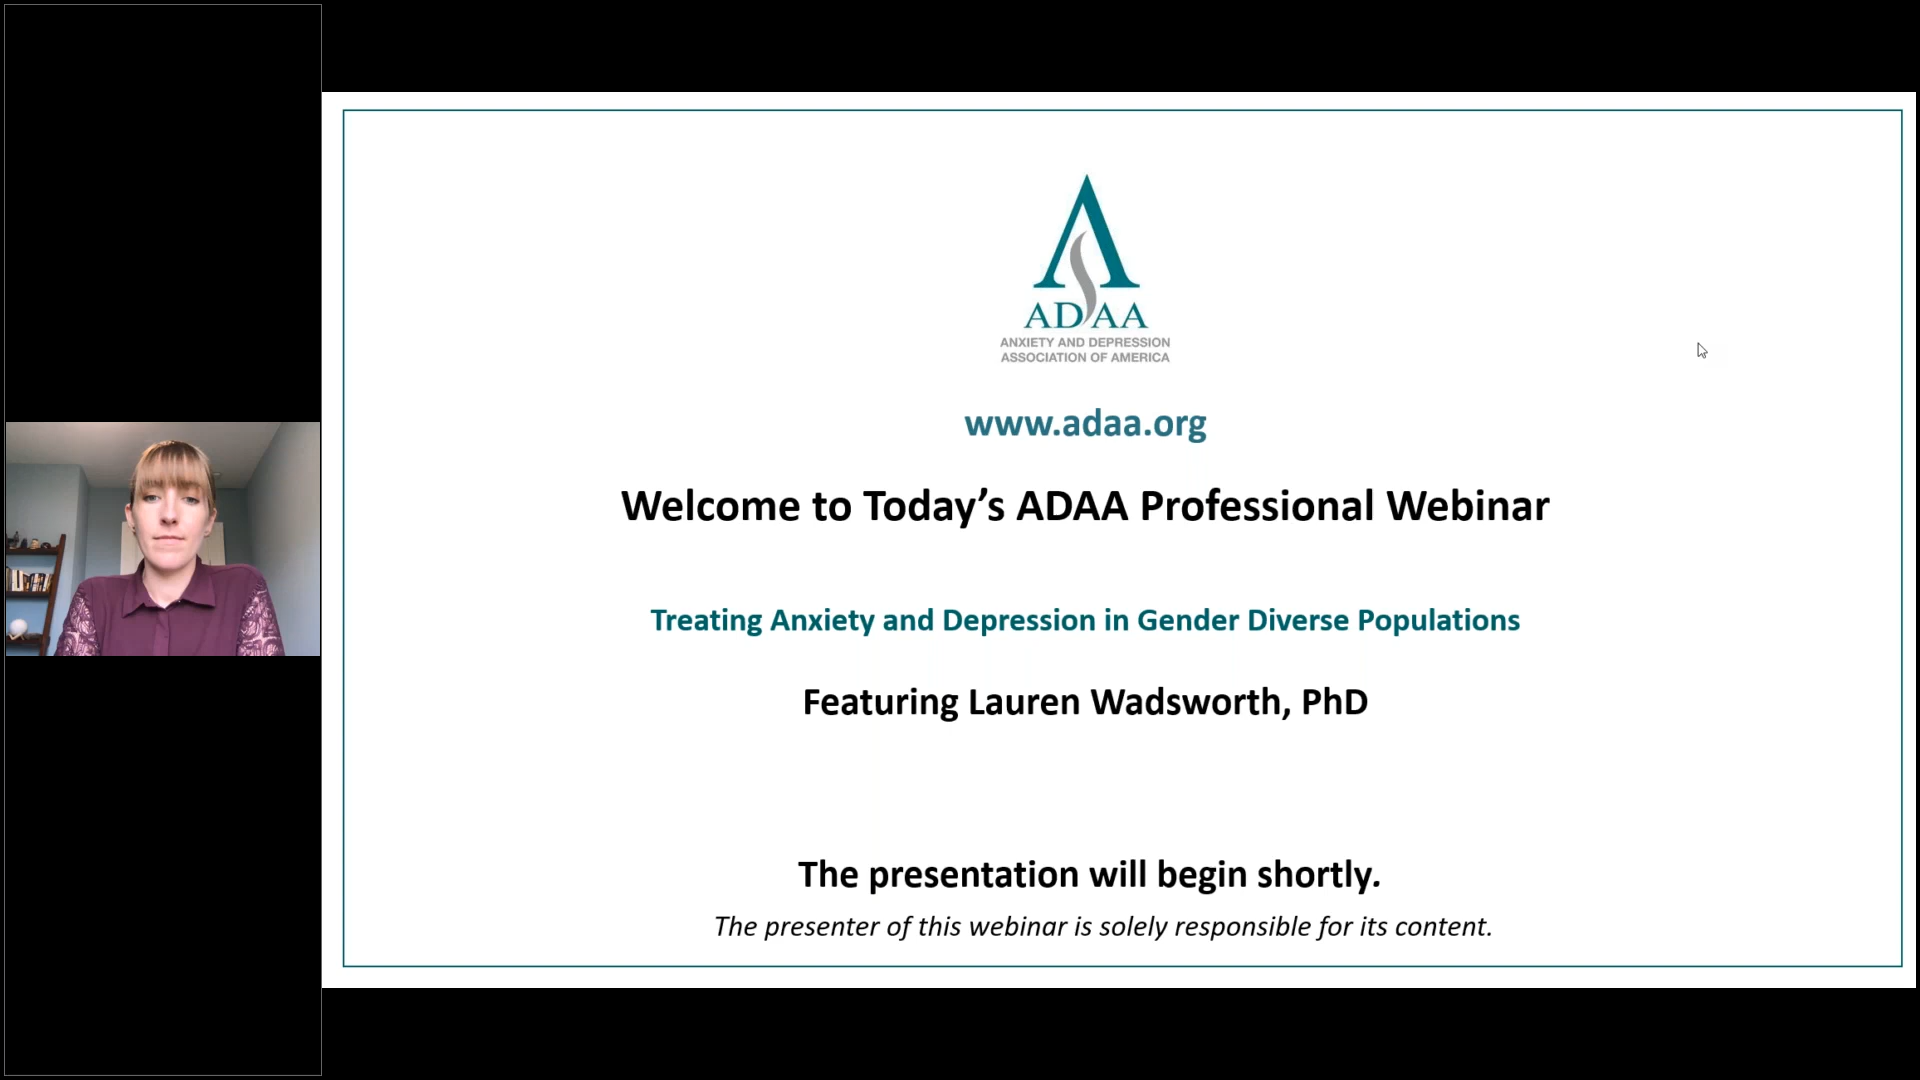 ADAA
ANXIETY AND DEPRESSION
ASSOCIATION OF AMERICA
www.adaa.org
Welcome to Today’s ADAA Professional Webinar
Treating Anxiety and Depression in Gender Diverse Populations
Featuring Lauren Wadsworth, PhD
The presentation will begin shortly.
The presenter of this webinar is solely responsible for its content.